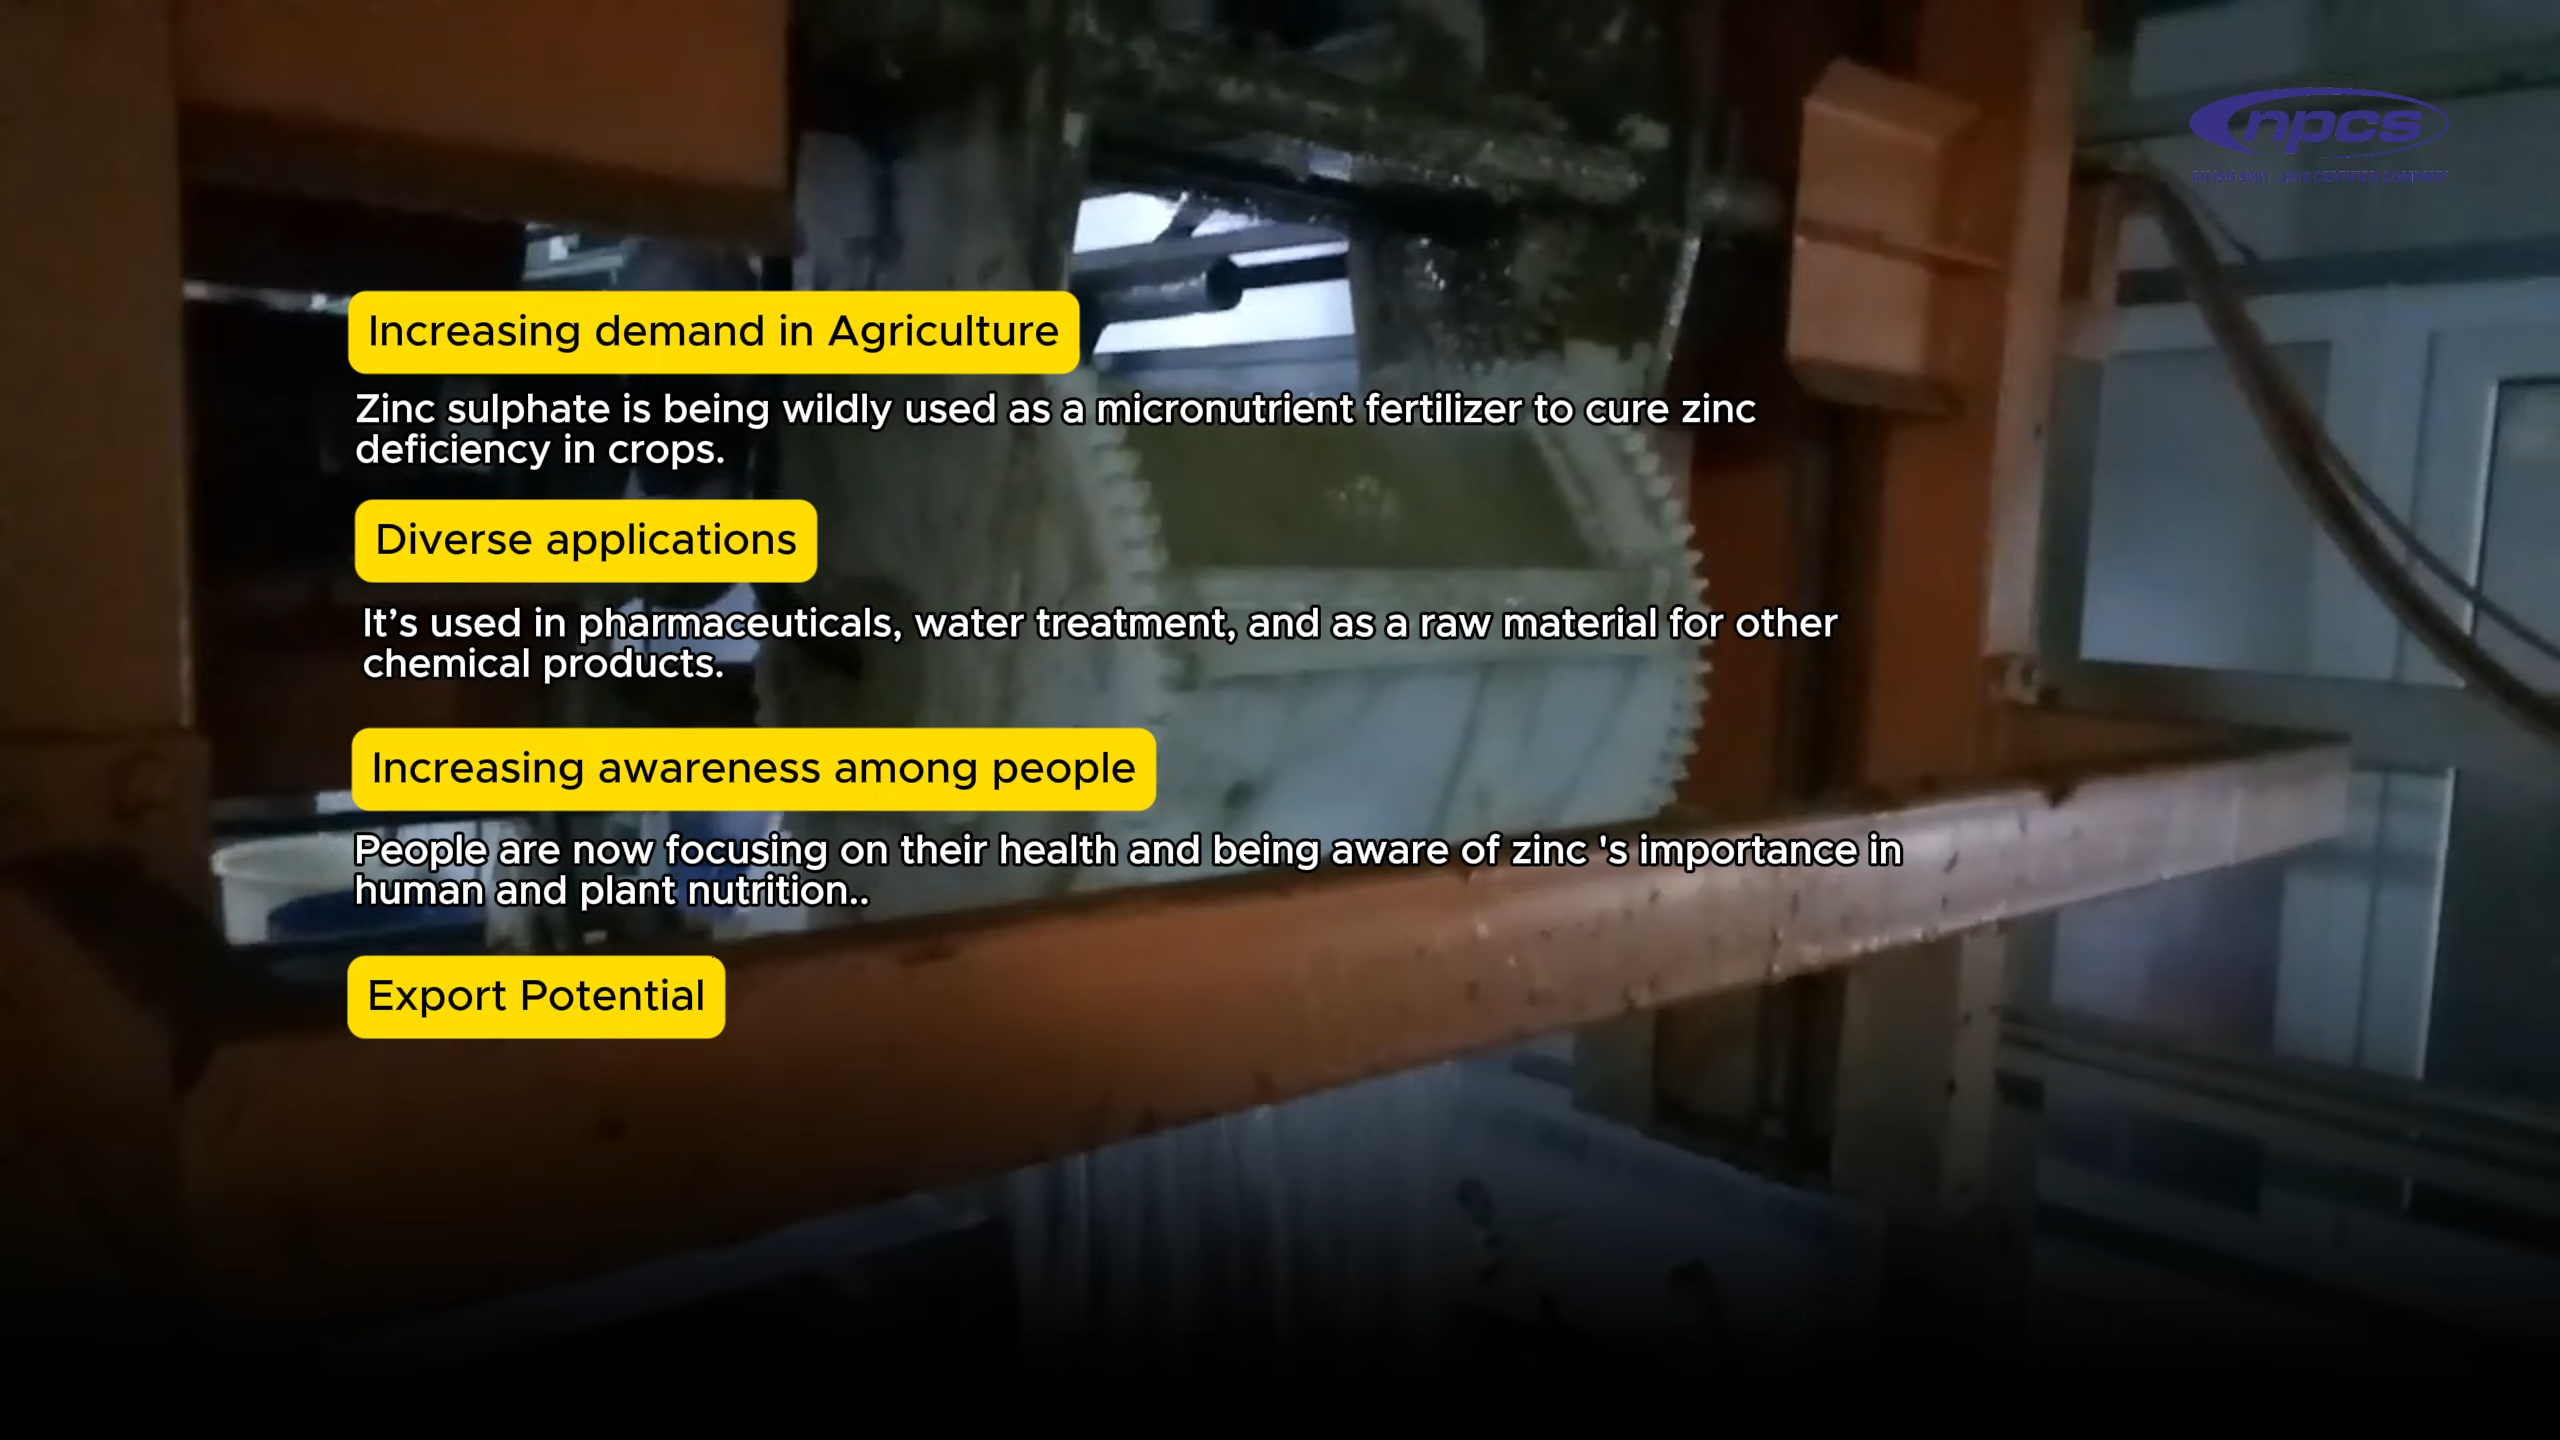 npcs
Increasing demand in Agriculture
Zinc sulphate is being wildly used as a micronutrient fertilizer to cure zinc
deficiency in crops.
Diverse applications
It’s used in pharmaceuticals, water treatment, and as a raw material for other
chemical products.
Increasing awareness among people
People are now focusing on their health and being aware of zinc 's importance in
human and plant nutrition..
Export Potential